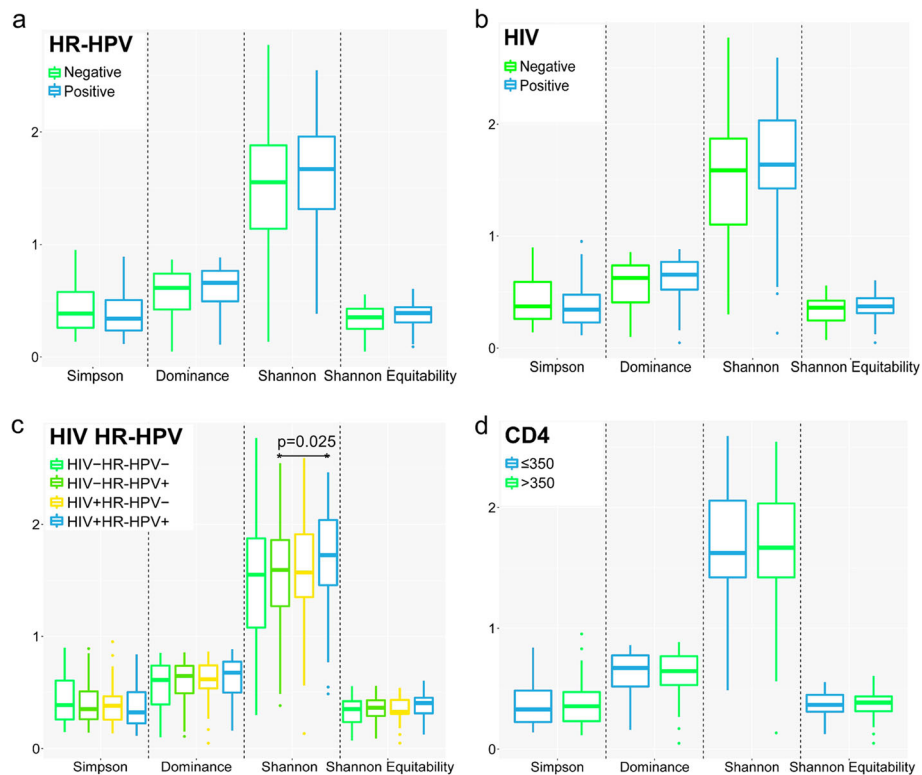 a
HR-HPV
Negative
Positive
2
1
0
Simpson Dominance Shannon Shannon Equitability
b
HIV
Negative
Positive
2
1
0
Simpson Dominance Shannon Shannon Equitability
c
HIV HR-HPV
HIV−HR-HPV−
HIV−HR-HPV+
HIV+HR-HPV−
HIV+HR-HPV+
p=0.025
* *
2
1
0
Simpson Dominance Shannon Shannon Equitability
d
CD4
≤350
>350
2
1
0
Simpson Dominance Shannon Shannon Equitability